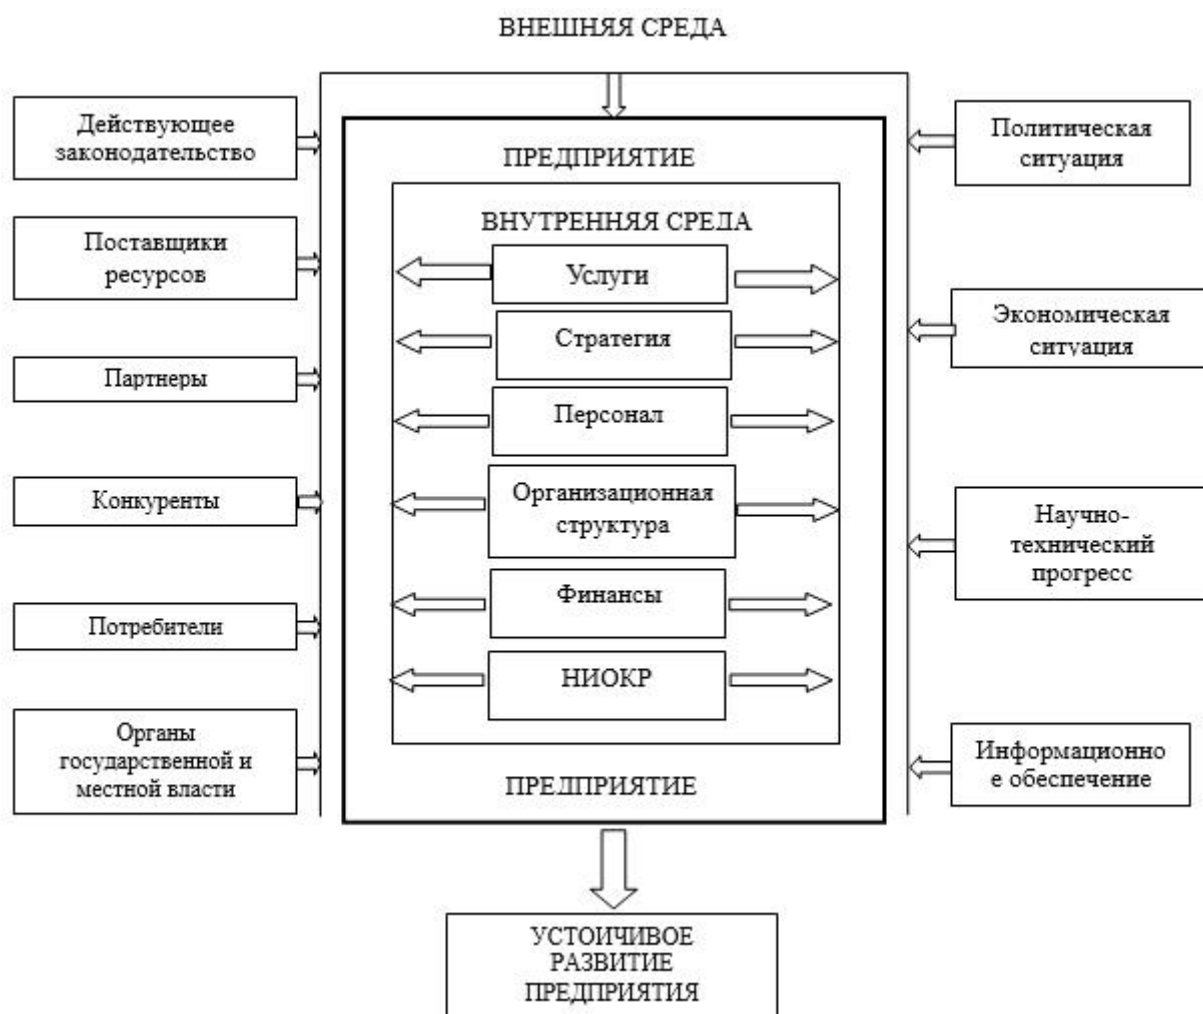 ВНЕШНЯЯ СРЕДА
Действующее
законодательство
Поставщики
ресурсов
Партнеры
Конкуренты
Потребители
Органы
государственной и
местной власти
ПРЕДПРИЯТИЕ
ВНУТРЕННЯЯ СРЕДА
Услуги
Стратегия
Персонал
Организационная
структура
Финансы
НИОКР
ПРЕДПРИЯТИЕ
Политическая
ситуация
Экономическая
ситуация
Научно-
технический
прогресс
Информационно
е обеспечение
УСТОИЧИВОЕ
РАЗВИТИЕ
ПРЕДПРИЯТИЯ